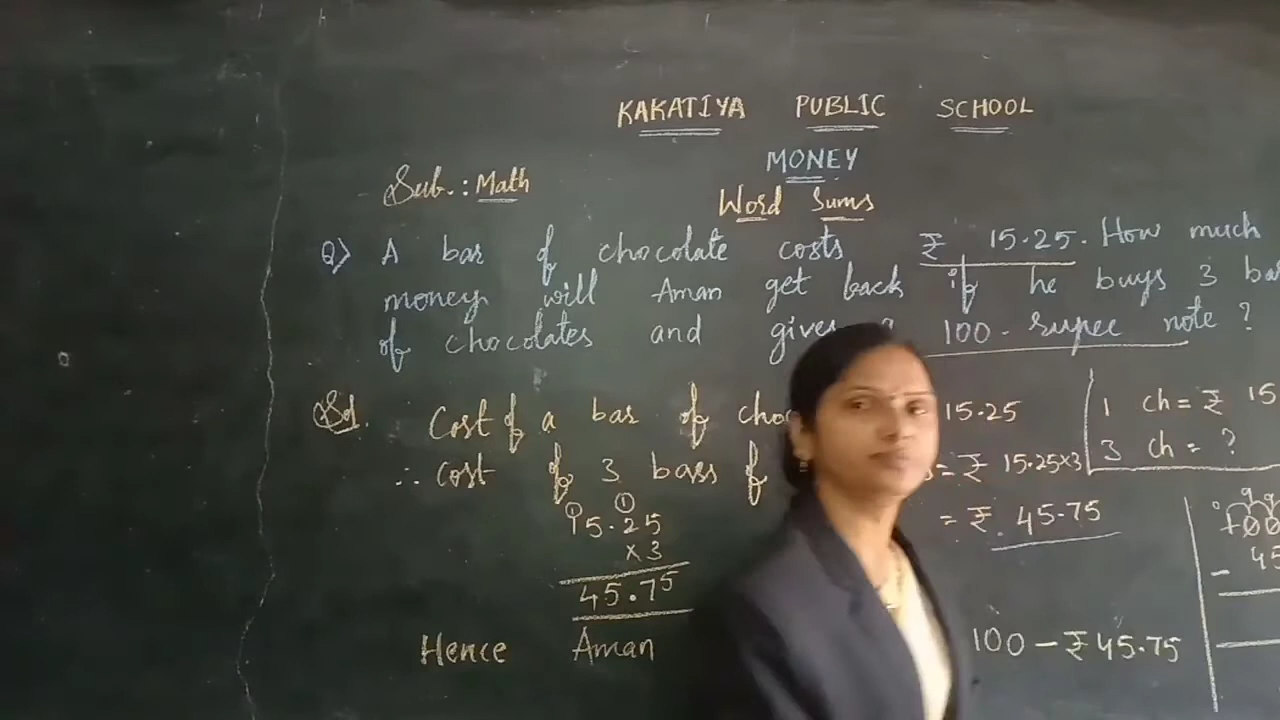 KAKATIYA PUBLIC SCHOOL
MONEY
Sub.: Math
Word Sums
Q) A bar of chocolate costs ₹ 15.25. How much
money will Aman get back if he buys 3 bar
of chocolates and gives a 100-rupee note?
Sol. Cost of a bar of cho 15.25
∴ Cost of 3 bars of = ₹ 15.25×3
= ₹ 45.75
1 ch = ₹ 15
3 ch = ?
15.25
×3
45.75
100
- 45
Hence Aman 100 - ₹ 45.75